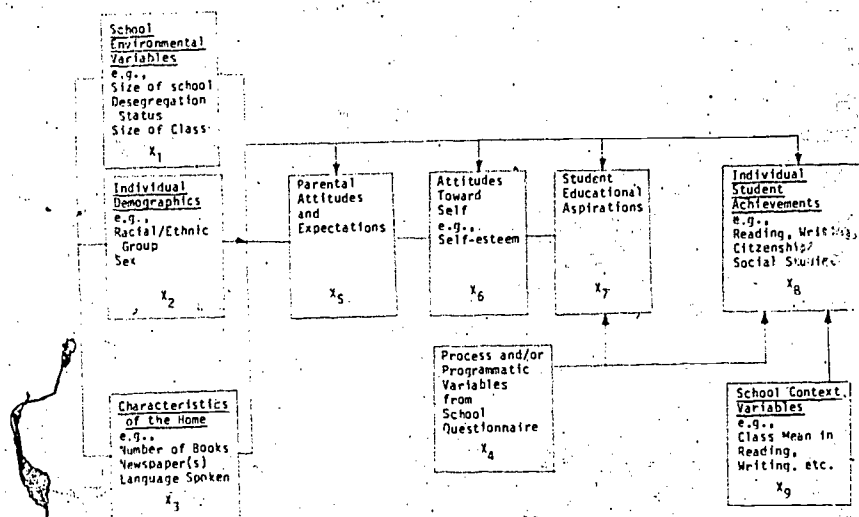 School
Environmental
Variables
e.g.,
Size of school
Desegregation
Status
Size of Class
X1
Individual
Demographics
e.g.,
Racial/Ethnic
Group
Sex
X2
Characteristics
of the Home
e.g.,
Number of Books
Newspaper(s)
Language Spoken
X3
Parental
Attitudes
and
Expectations
X5
Attitudes
Toward
Self
e.g.,
Self-esteem
X6
Student
Educational
Aspirations
X7
Process and/or
Programmatic
Variables
from
School
Questionnaire
X4
Individual
Student
Achievements
e.g.,
Reading, Writing,
Citzenship/
Social Studies
X8
School Context
Variables
e.g.,
Class Mean in
Reading,
Writing, etc.
X9